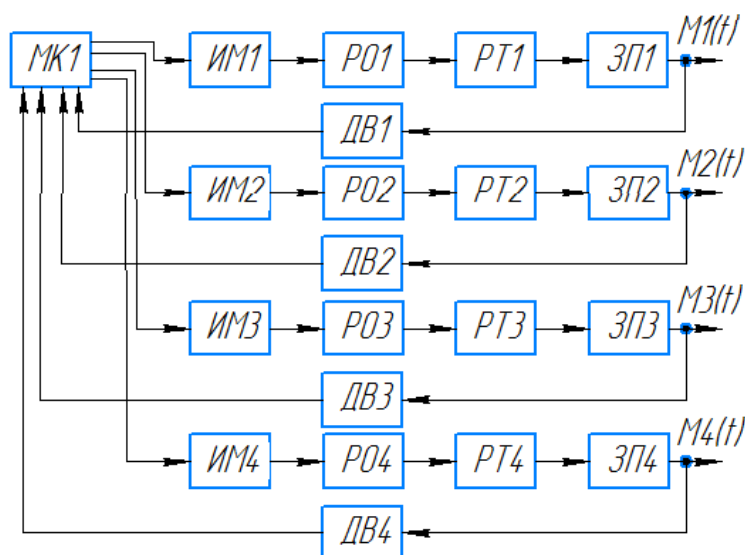 M1(t)
МК1 ИМ1 РО1 РТ1 ЗП1
ДВ1
M2(t)
ИМ2 РО2 РТ2 ЗП2
ДВ2
M3(t)
ИМ3 РО3 РТ3 ЗП3
ДВ3
M4(t)
ИМ4 РО4 РТ4 ЗП4
ДВ4